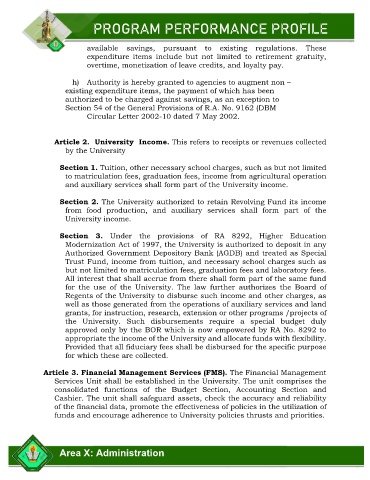 PROGRAM PERFORMANCE PROFILE
available savings, pursuant to existing regulations. These
expenditure items include but not limited to retirement gratuity,
overtime, monetization of leave credits, and loyalty pay.
h) Authority is hereby granted to agencies to augment non –
existing expenditure items, the payment of which has been
authorized to be charged against savings, as an exception to
Section 54 of the General Provisions of R.A. No. 9162 (DBM
Circular Letter 2002-10 dated 7 May 2002.
Article 2. University Income. This refers to receipts or revenues collected
by the University
Section 1. Tuition, other necessary school charges, such as but not limited
to matriculation fees, graduation fees, income from agricultural operation
and auxiliary services shall form part of the University income.
Section 2. The University authorized to retain Revolving Fund its income
from food production, and auxiliary services shall form part of the
University income.
Section 3. Under the provisions of RA 8292, Higher Education
Modernization Act of 1997, the University is authorized to deposit in any
Authorized Government Depository Bank (AGDB) and treated as Special
Trust Fund, income from tuition, and necessary school charges such as
but not limited to matriculation fees, graduation fees and laboratory fees.
All interest that shall accrue from there shall form part of the same fund
for the use of the University. The law further authorizes the Board of
Regents of the University to disburse such income and other charges, as
well as those generated from the operations of auxiliary services and land
grants, for instruction, research, extension or other programs /projects of
the University. Such disbursements require a special budget duly
approved only by the BOR which is now empowered by RA No. 8292 to
appropriate the income of the University and allocate funds with flexibility.
Provided that all fiduciary fees shall be disbursed for the specific purpose
for which these are collected.
Article 3. Financial Management Services (FMS). The Financial Management
Services Unit shall be established in the University. The unit comprises the
consolidated functions of the Budget Section, Accounting Section and
Cashier. The unit shall safeguard assets, check the accuracy and reliability
of the financial data, promote the effectiveness of policies in the utilization of
funds and encourage adherence to University policies thrusts and priorities.
Area X: Administration